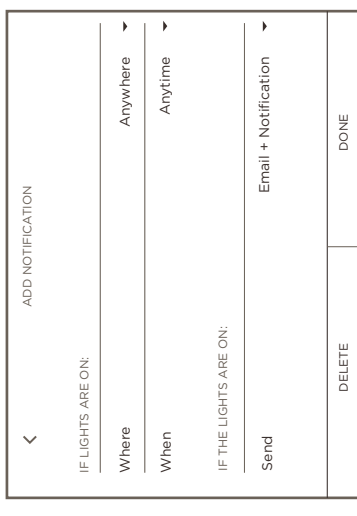 ADD NOTIFICATION
IF LIGHTS ARE ON:
Where Anywhere
When Anytime
IF THE LIGHTS ARE ON:
Send Email + Notification
DELETE DONE